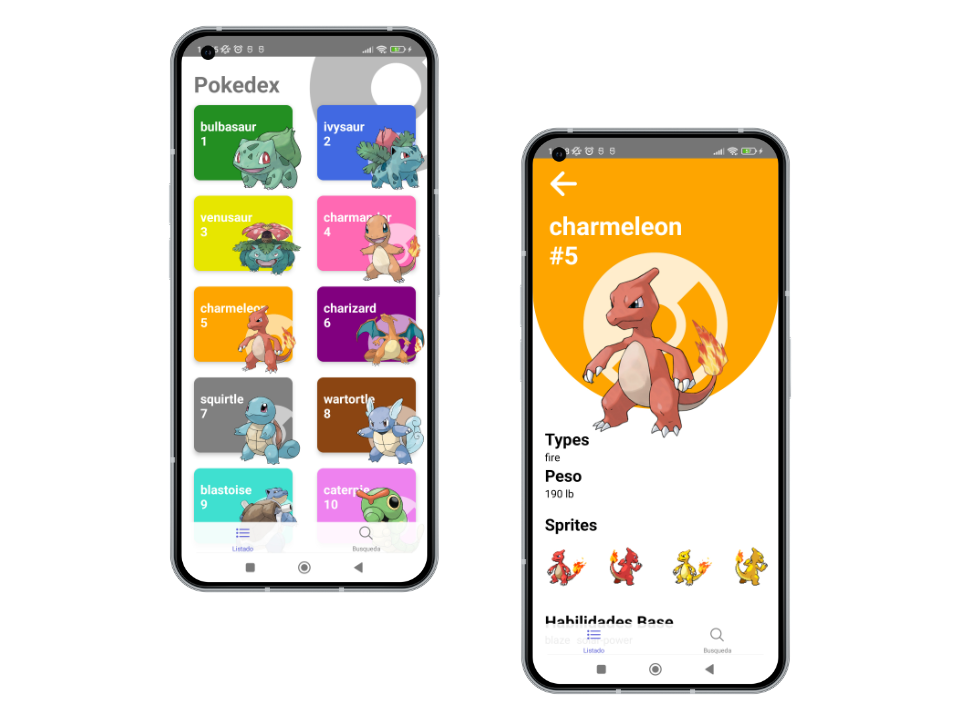 Pokedex
bulbasaur
1
ivysaur
2
venusaur
3
charmander
4
charmeleon
5
charizard
6
squirtle
7
wartortle
8
blastoise
9
caterpie
10
Listado
Busqueda
charmeleon
#5
Types
fire
Peso
190 lb
Sprites
Habilidades Base
blaze solar-power
Listado
Busqueda